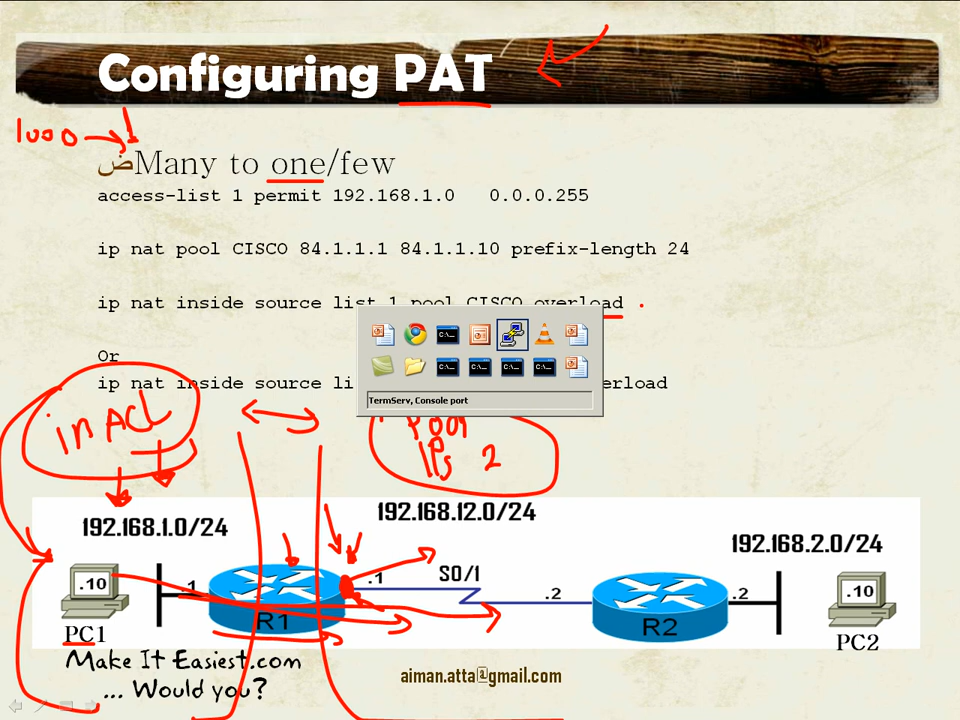 Configuring PAT
1000
ض Many to one/few
access-list 1 permit 192.168.1.0 0.0.0.255
ip nat pool CISCO 84.1.1.1 84.1.1.10 prefix-length 24
ip nat inside source list 1 pool CISCO overload
Or
ip nat inside source li
erload
TermServ, Console port
in ACL
Pool
IPs 2
192.168.1.0/24
192.168.12.0/24
192.168.2.0/24
.10
.1
.1
S0/1
.2
.2
.10
R1
R2
PC1
PC2
Make It Easiest.com
... Would you?
aiman.atta@gmail.com